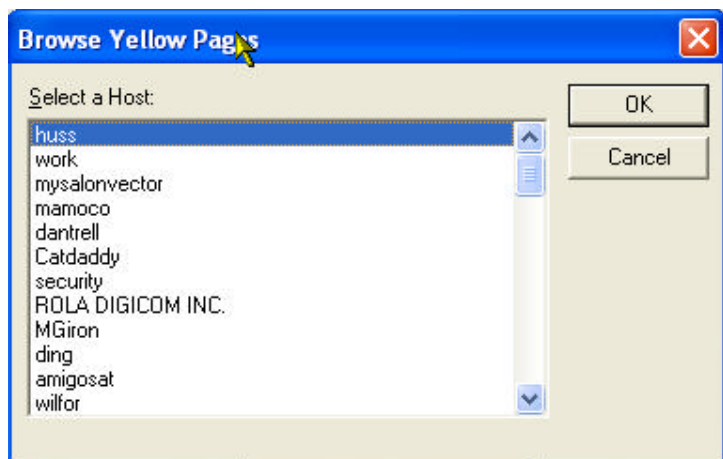 Browse Yellow Pages
Select a Host:
OK
huss
work
Cancel
mysalonvector
mamoco
dantrell
Catdaddy
security
ROLA DIGICOM INC.
MGiron
ding
amigosat
wilfor